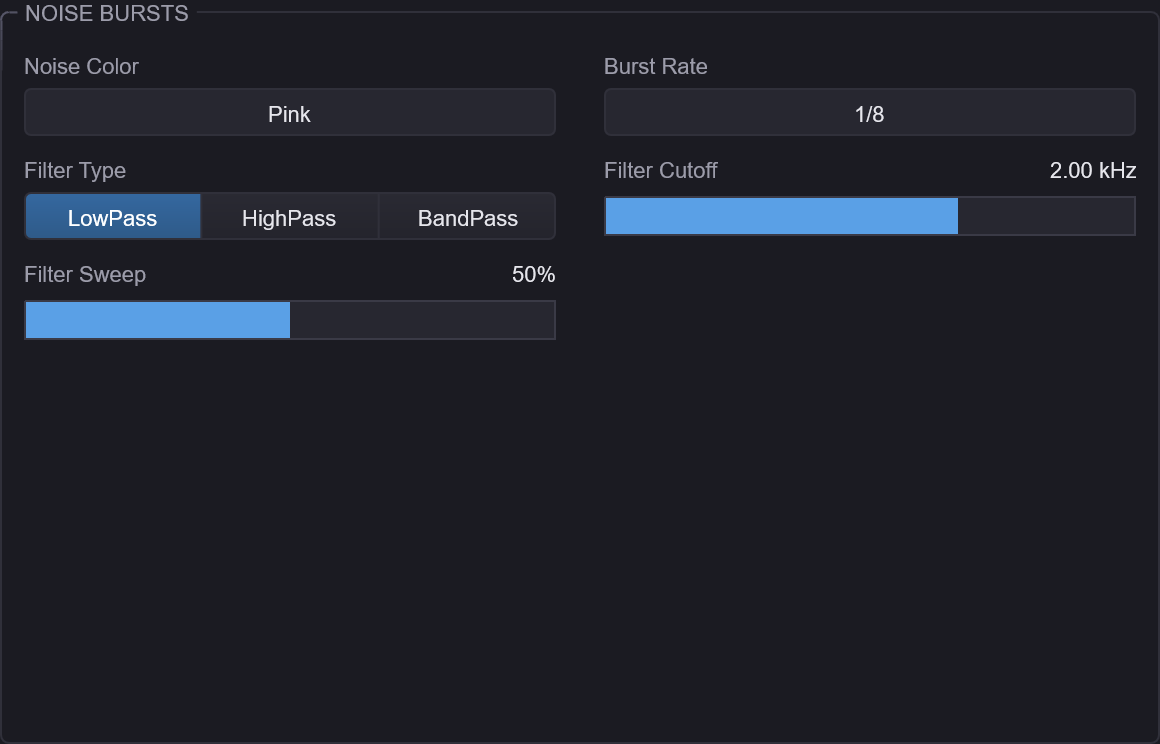 NOISE BURSTS
Noise Color
Pink
Burst Rate
1/8
Filter Type
LowPass HighPass BandPass
Filter Cutoff 2.00 kHz
Filter Sweep 50%